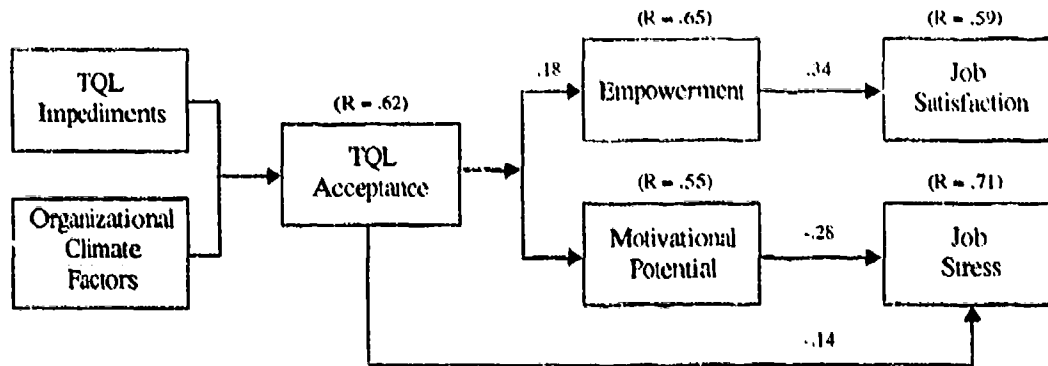 (R = .65)
(R = .59)
TQL
Impediments
.18
Empowerment
.34
Job
Satisfaction
(R = .62)
TQL
Acceptance
(R = .55)
(R = .71)
Organizational
Climate
Factors
Motivational
Potential
-.28
Job
Stress
-.14